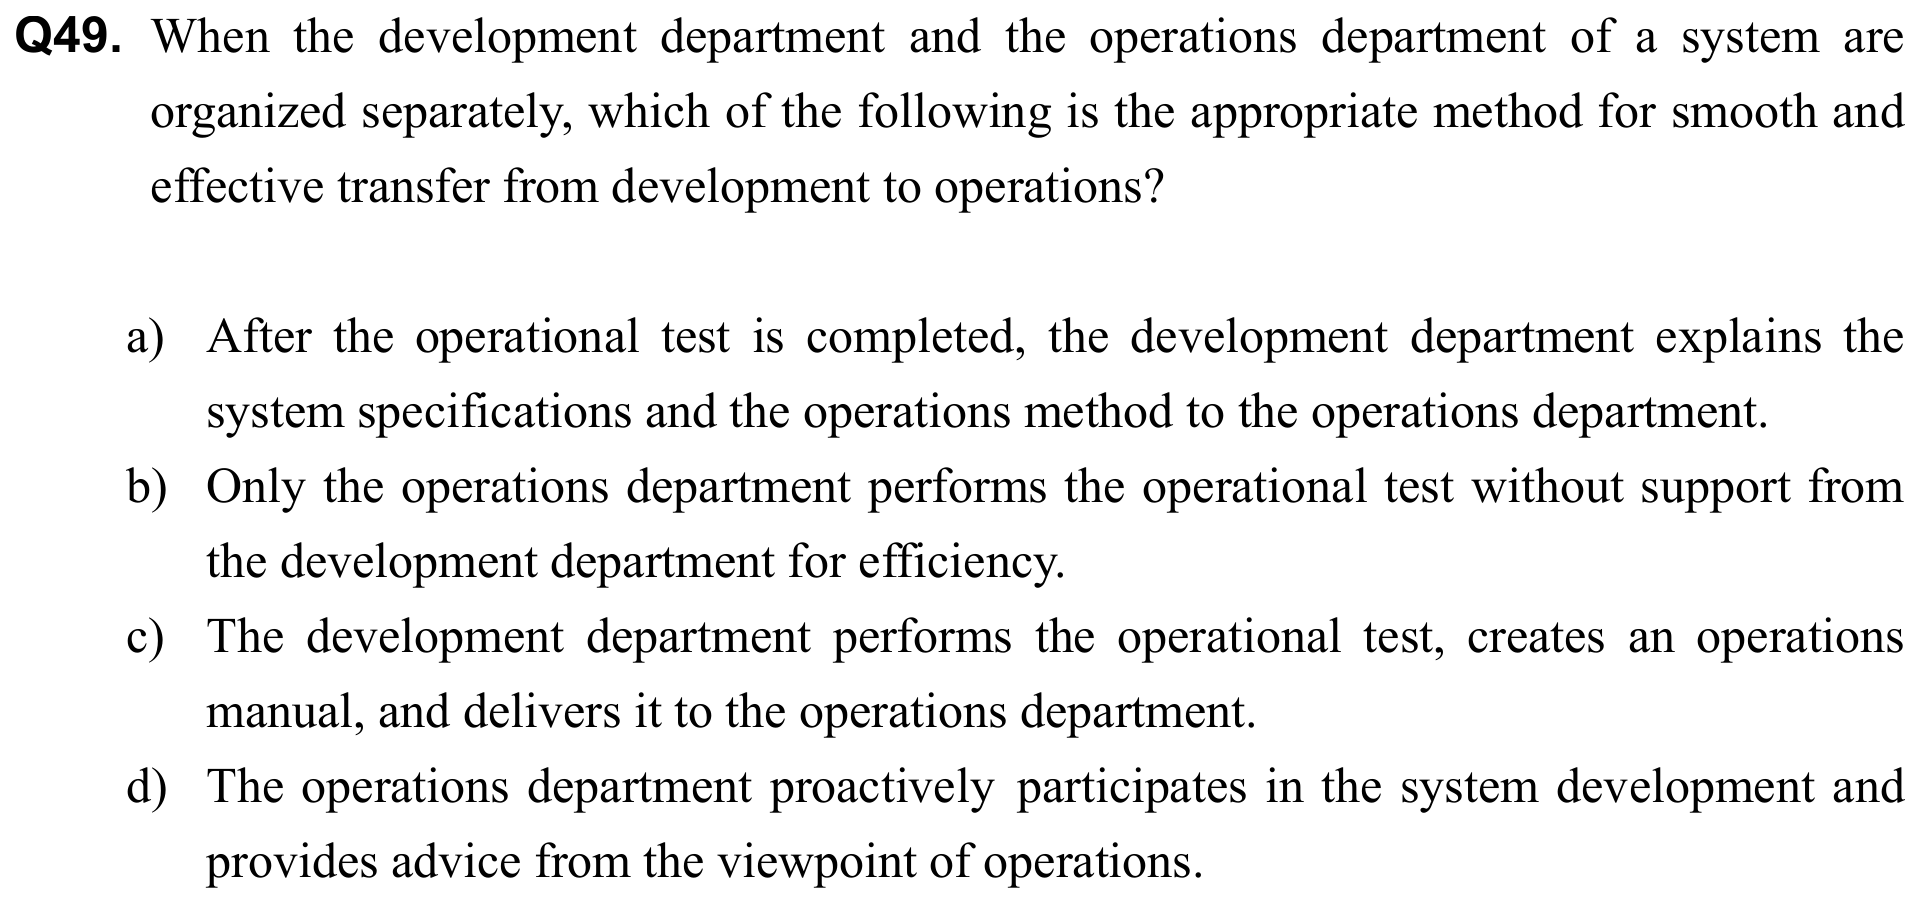 Q49. When the development department and the operations department of a system are
organized separately, which of the following is the appropriate method for smooth and
effective transfer from development to operations?
a) After the operational test is completed, the development department explains the
system specifications and the operations method to the operations department.
b) Only the operations department performs the operational test without support from
the development department for efficiency.
c) The development department performs the operational test, creates an operations
manual, and delivers it to the operations department.
d) The operations department proactively participates in the system development and
provides advice from the viewpoint of operations.